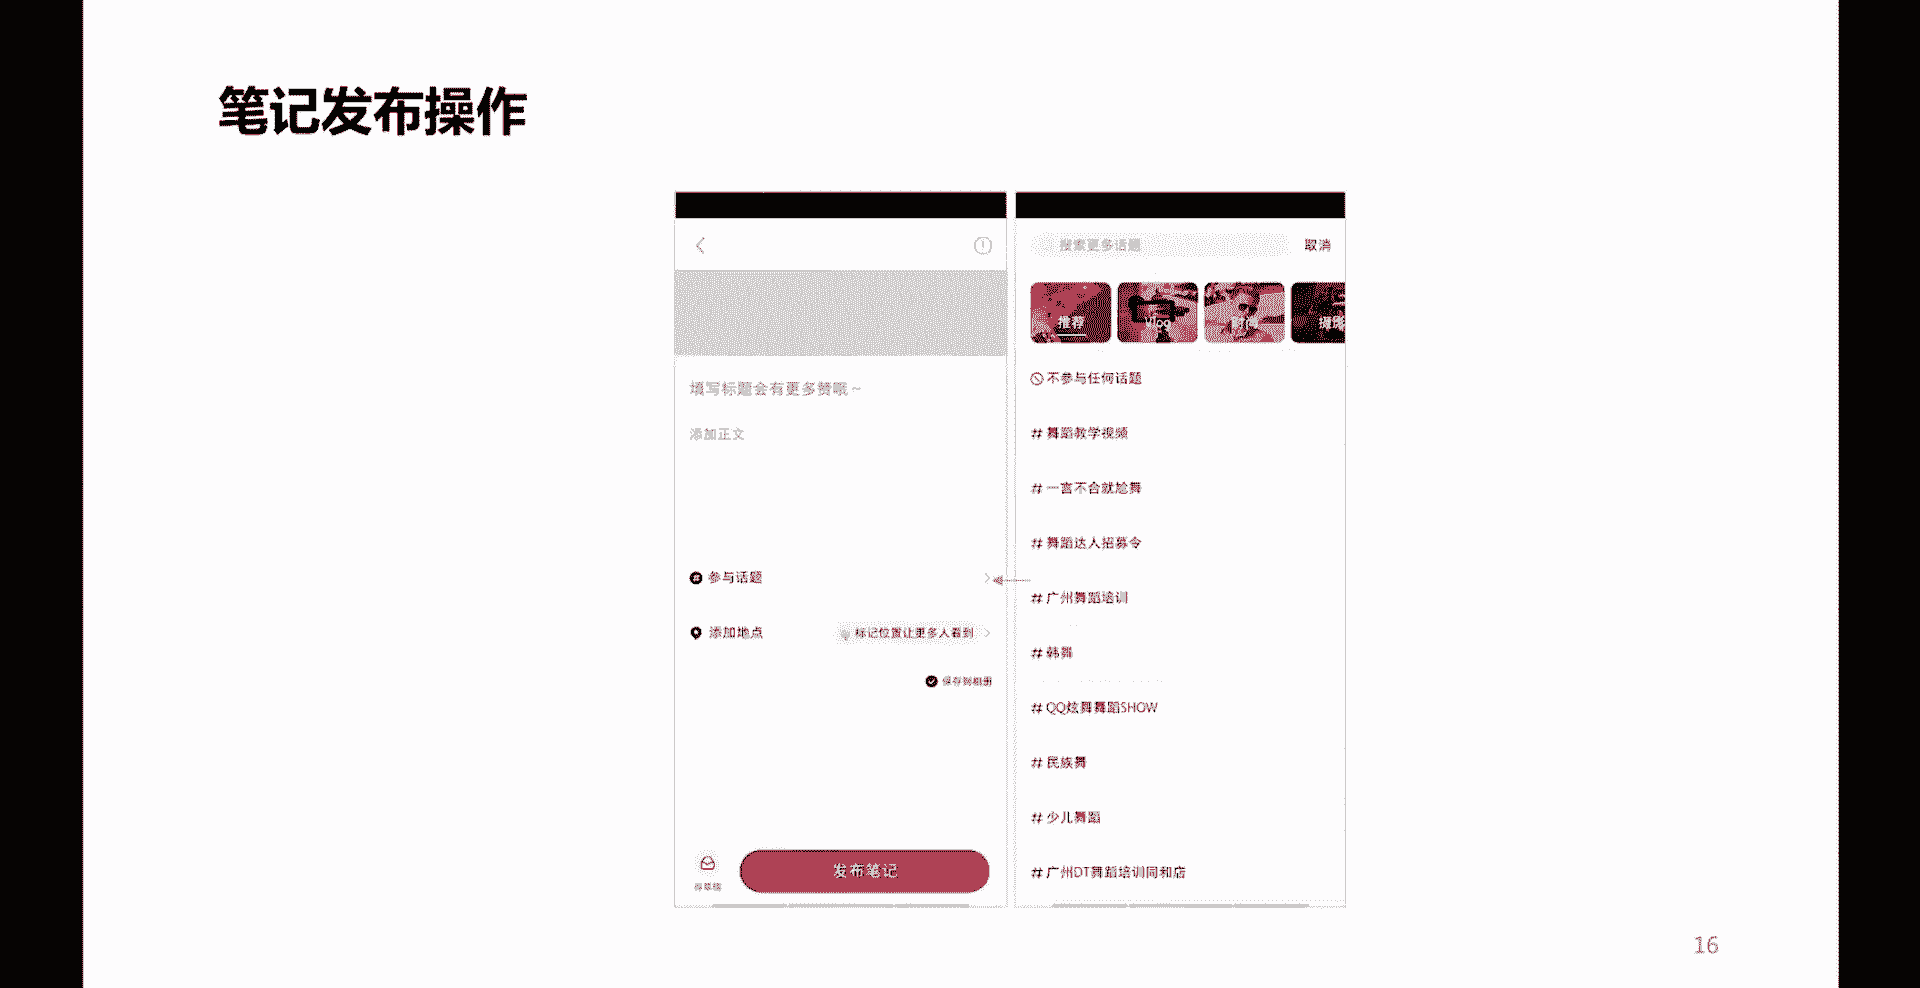 笔记发布操作
填写标题会有更多赞哦~
添加正文
参与话题
添加地点
标记位置让更多人看到
保存到相册
存草稿
发布笔记
搜索更多话题
取消
推荐
Vlog
时尚
摄影
不参与任何话题
# 舞蹈教学视频
# 一言不合就尬舞
# 舞蹈达人招募令
# 广州舞蹈培训
# 韩舞
# QQ炫舞舞蹈SHOW
# 民族舞
# 少儿舞蹈
# 广州DT舞蹈培训同和店
16